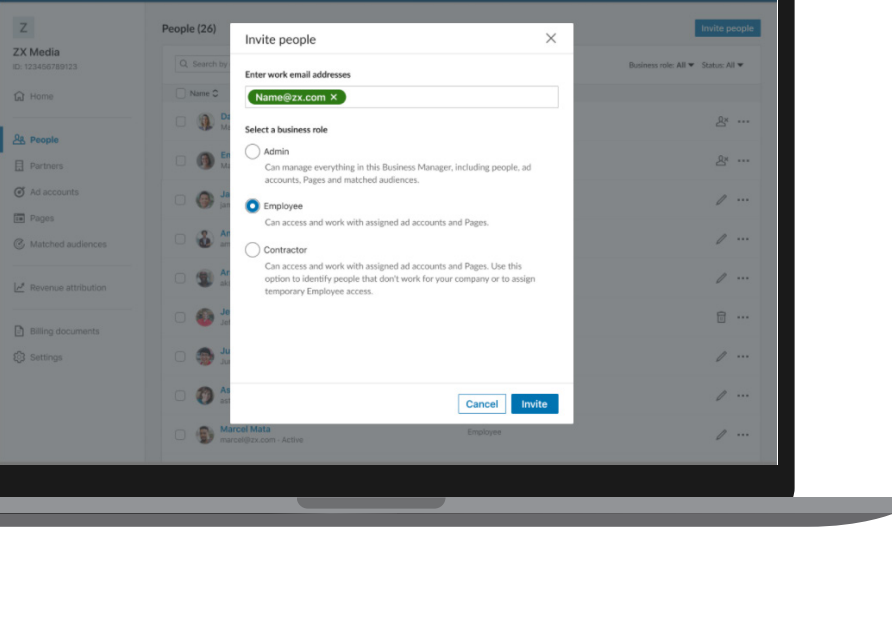 Z
ZX Media
ID: 123456789123
Home
People
Partners
Ad accounts
Pages
Matched audiences
Revenue attribution
Billing documents
Settings
People (26)
Invite people
Search by
Business role: All
Status: All
Name
Invite people
Enter work email addresses
Name@zx.com
Select a business role
Admin
Can manage everything in this Business Manager, including people, ad
accounts, Pages and matched audiences.
Employee
Can access and work with assigned ad accounts and Pages.
Contractor
Can access and work with assigned ad accounts and Pages. Use this
option to identify people that don't work for your company or to assign
temporary Employee access.
Cancel
Invite
Marcel Mata
marcel@zx.com · Active
Employee